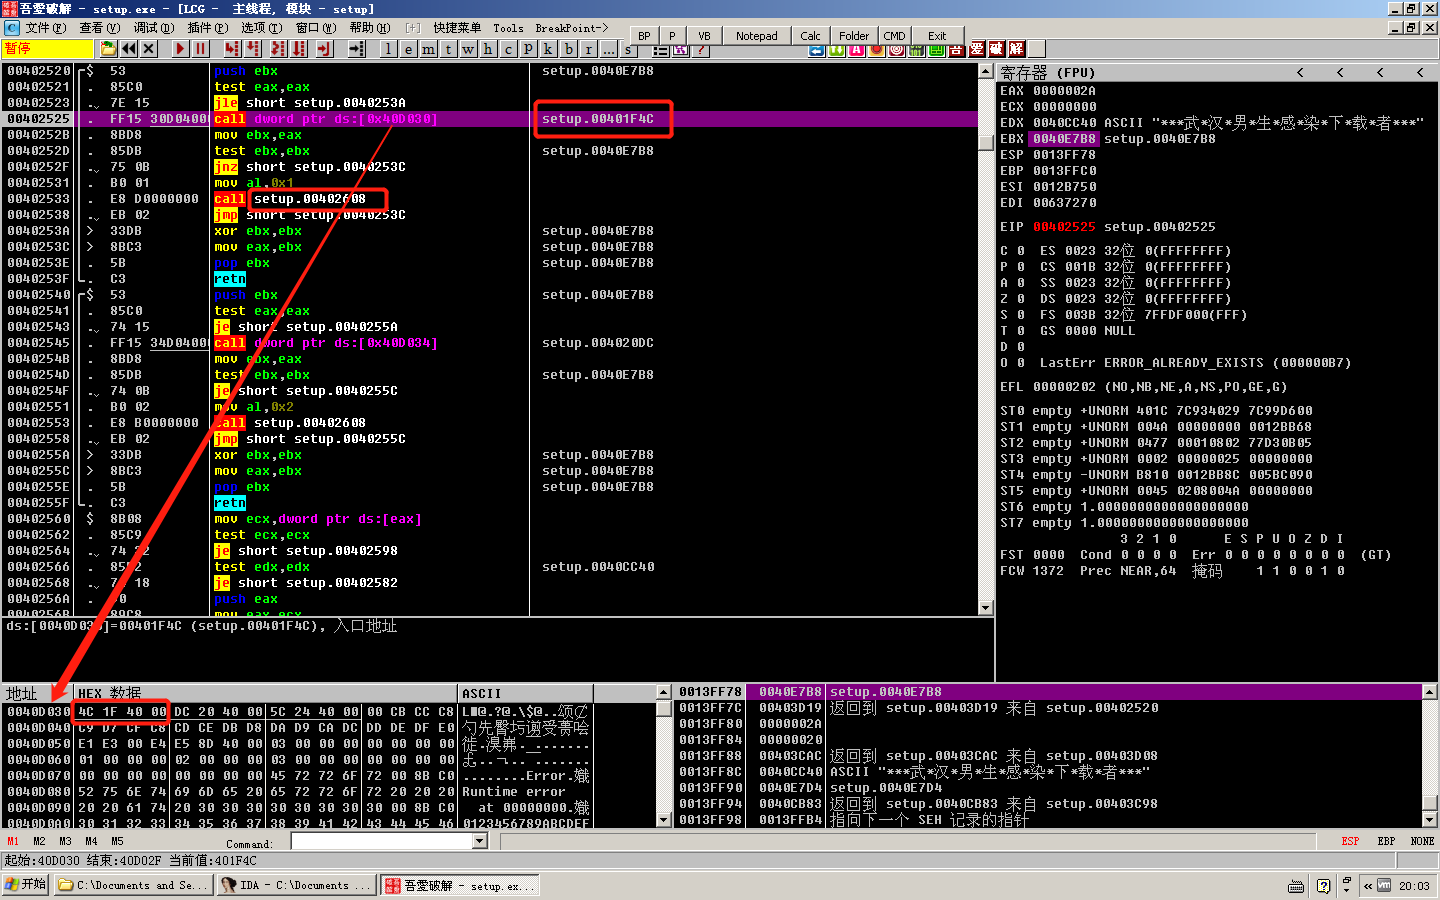 吾爱破解 - setup.exe - [LCG - 主线程, 模块 - setup]
文件(F) 查看(V) 调试(D) 插件(P) 选项(T) 窗口(W) 帮助(H) [+] 快捷菜单 Tools BreakPoint->
BP P VB Notepad Calc Folder CMD Exit
暂停 l e m t w h c p k b r ... s
00402520 $ 53 push ebx setup.0040E7B8
00402521 . 85C0 test eax,eax
00402523 . 7E 15 jle short setup.0040253A
00402525 . FF15 30D0400 call dword ptr ds:[0x40D030] setup.00401F4C
0040252B . 8BD8 mov ebx,eax
0040252D . 85DB test ebx,ebx setup.0040E7B8
0040252F . 75 0B jnz short setup.0040253C
00402531 . B0 01 mov al,0x1
00402533 . E8 D0000000 call setup.00402608
00402538 . EB 02 jmp short setup.0040253C
0040253A > 33DB xor ebx,ebx setup.0040E7B8
0040253C > 8BC3 mov eax,ebx setup.0040E7B8
0040253E . 5B pop ebx setup.0040E7B8
0040253F . C3 retn
00402540 $ 53 push ebx setup.0040E7B8
00402541 . 85C0 test eax,eax
00402543 . 74 15 je short setup.0040255A
00402545 . FF15 34D0400 call dword ptr ds:[0x40D034] setup.004020DC
0040254B . 8BD8 mov ebx,eax
0040254D . 85DB test ebx,ebx setup.0040E7B8
0040254F . 74 0B je short setup.0040255C
00402551 . B0 02 mov al,0x2
00402553 . E8 B0000000 call setup.00402608
00402558 . EB 02 jmp short setup.0040255C
0040255A > 33DB xor ebx,ebx setup.0040E7B8
0040255C > 8BC3 mov eax,ebx setup.0040E7B8
0040255E . 5B pop ebx setup.0040E7B8
0040255F . C3 retn
00402560 $ 8B08 mov ecx,dword ptr ds:[eax]
00402562 . 85C9 test ecx,ecx
00402564 . 74 32 je short setup.00402598
00402566 . 85D2 test edx,edx setup.0040CC40
00402568 . 74 18 je short setup.00402582
0040256A . 50 push eax
0040256B . 89C8 mov eax,ecx
ds:[0040D030]=00401F4C (setup.00401F4C), 入口地址
寄存器 (FPU) < < < <
EAX 0000002A
ECX 00000000
EDX 0040CC40 ASCII "***武*汉*男*生*感*染*下*载*者***"
EBX 0040E7B8 setup.0040E7B8
ESP 0013FF78
EBP 0013FFC0
ESI 0012B750
EDI 00637270
EIP 00402525 setup.00402525
C 0 ES 0023 32位 0(FFFFFFFF)
P 0 CS 001B 32位 0(FFFFFFFF)
A 0 SS 0023 32位 0(FFFFFFFF)
Z 0 DS 0023 32位 0(FFFFFFFF)
S 0 FS 003B 32位 7FFDF000(FFF)
T 0 GS 0000 NULL
D 0
O 0 LastErr ERROR_ALREADY_EXISTS (000000B7)
EFL 00000202 (NO,NB,NE,A,NS,PO,GE,G)
ST0 empty +UNORM 401C 7C934029 7C99D600
ST1 empty +UNORM 004A 00000000 0012BB68
ST2 empty +UNORM 0477 00010802 77D30B05
ST3 empty +UNORM 0002 00000025 00000000
ST4 empty -UNORM B810 0012BB8C 005BC090
ST5 empty +UNORM 0045 0208004A 00000000
ST6 empty 1.0000000000000000000
ST7 empty 1.0000000000000000000
3 2 1 0 E S P U O Z D I
FST 0000 Cond 0 0 0 0 Err 0 0 0 0 0 0 0 0 (GT)
FCW 1372 Prec NEAR,64 掩码 1 1 0 0 1 0
地址 HEX 数据 ASCII
0040D030 4C 1F 40 00 DC 20 40 00 5C 24 40 00 00 CB CC C8
0040D040 C9 D7 CF C8 CD CE DB D8 DA D9 CA DC DD DE DF E0
0040D050 E1 E3 00 E4 E5 8D 40 00 03 00 00 00 00 00 00 00
0040D060 01 00 00 00 02 00 00 00 03 00 00 00 00 00 00 00
0040D070 00 00 00 00 00 00 00 00 45 72 72 6F 72 00 8B C0 ........Error.
0040D080 52 75 6E 74 69 6D 65 20 65 72 72 6F 72 20 20 20 Runtime error
0040D090 20 20 61 74 20 30 30 30 30 30 30 30 30 00 8B C0 at 00000000.
0040D0A0 30 31 32 33 34 35 36 37 38 39 41 42 43 44 45 46 0123456789ABCDEF
0013FF78 0040E7B8 setup.0040E7B8
0013FF7C 00403D19 返回到 setup.00403D19 来自 setup.00402520
0013FF80 0000002A
0013FF84 00000020
0013FF88 00403CAC 返回到 setup.00403CAC 来自 setup.00403D08
0013FF8C 0040CC40 ASCII "***武*汉*男*生*感*染*下*载*者***"
0013FF90 0040E7D4 setup.0040E7D4
0013FF94 0040CB83 返回到 setup.0040CB83 来自 setup.00403C98
0013FF98 0013FFB4 指向下一个 SEH 记录的指针
M1 M2 M3 M4 M5 Command: ESP EBP NONE
起始:40D030 结束:40D02F 当前值:401F4C
开始 C:\Documents and Se... IDA - C:\Documents ... 吾爱破解 - setup.ex... 20:03